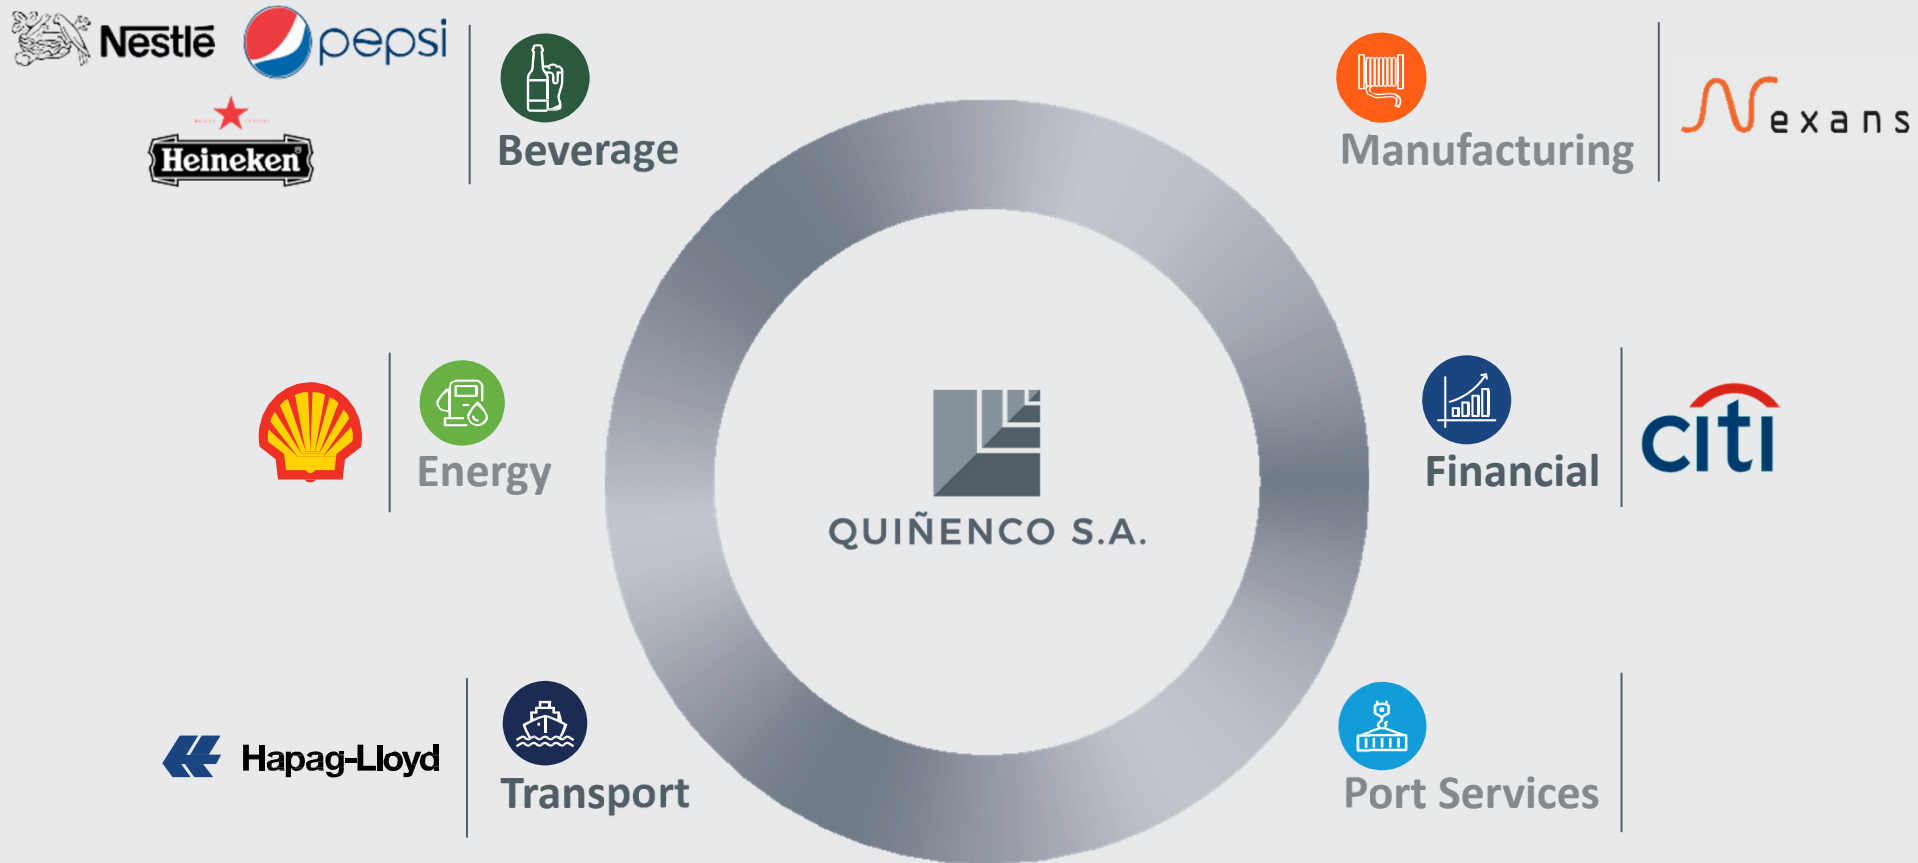 Nestlé
pepsi
Heineken®
Beverage
Manufacturing
Nexans
Energy
QUIÑENCO S.A.
Financial
citi
Hapag-Lloyd
Transport
Port Services